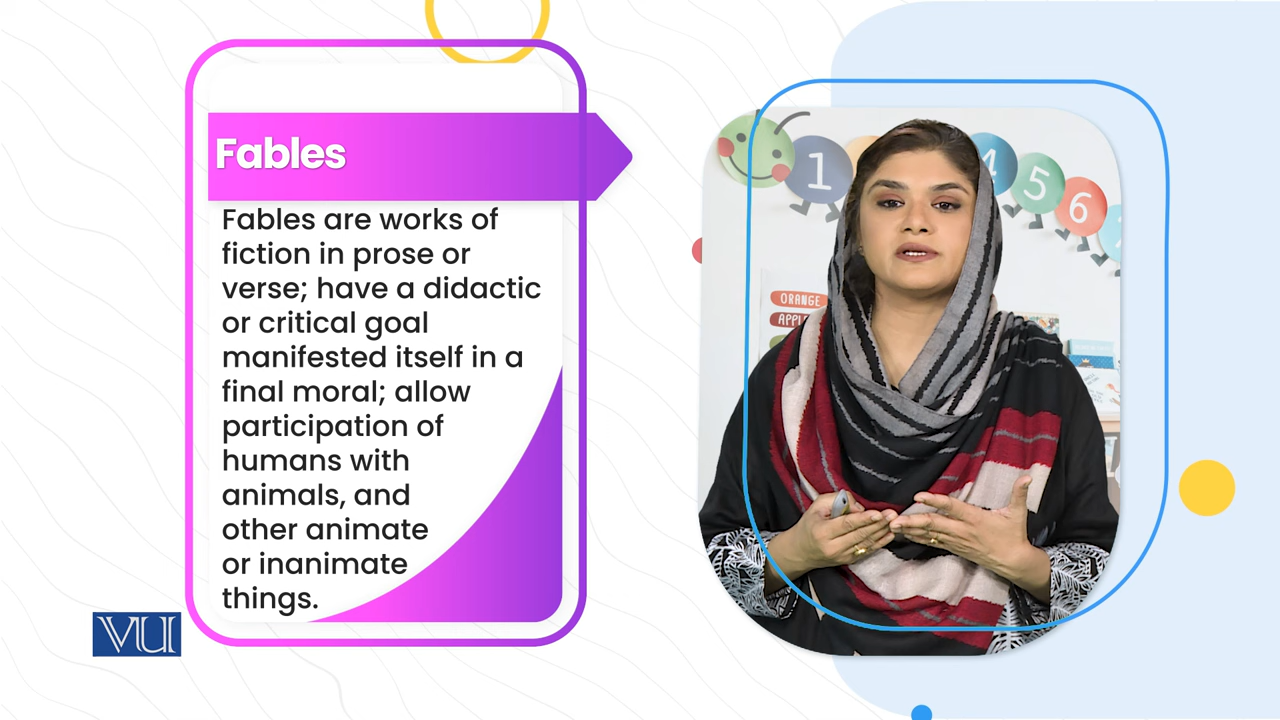 Fables
Fables are works of
fiction in prose or
verse; have a didactic
or critical goal
manifested itself in a
final moral; allow
participation of
humans with
animals, and
other animate
or inanimate
things.
VU
1
4
5
6
ORANGE